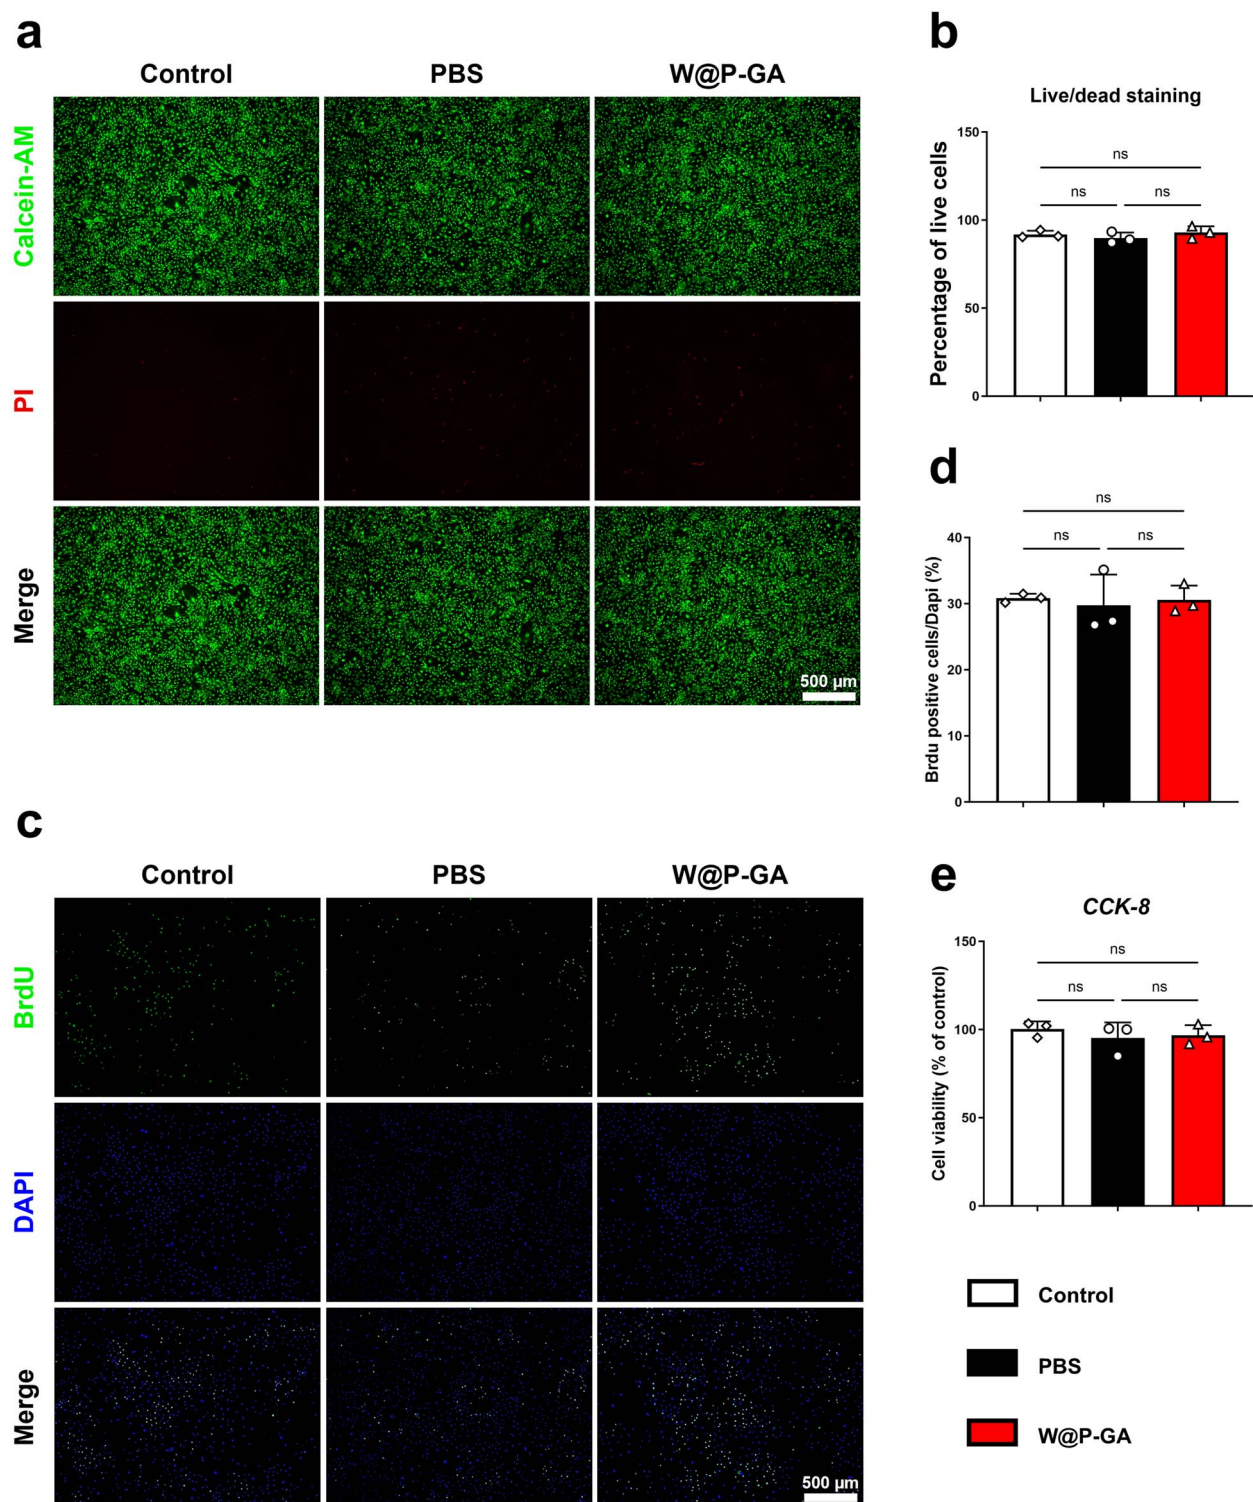 a
Control
PBS
W@P-GA
Calcein-AM
PI
Merge
500 µm
b
Live/dead staining
Percentage of live cells
150
100
50
0
ns
ns
ns
d
Brdu positive cells/Dapi (%)
40
30
20
10
0
ns
ns
ns
c
Control
PBS
W@P-GA
BrdU
DAPI
Merge
500 µm
e
CCK-8
Cell viability (% of control)
150
100
50
0
ns
ns
ns
Control
PBS
W@P-GA